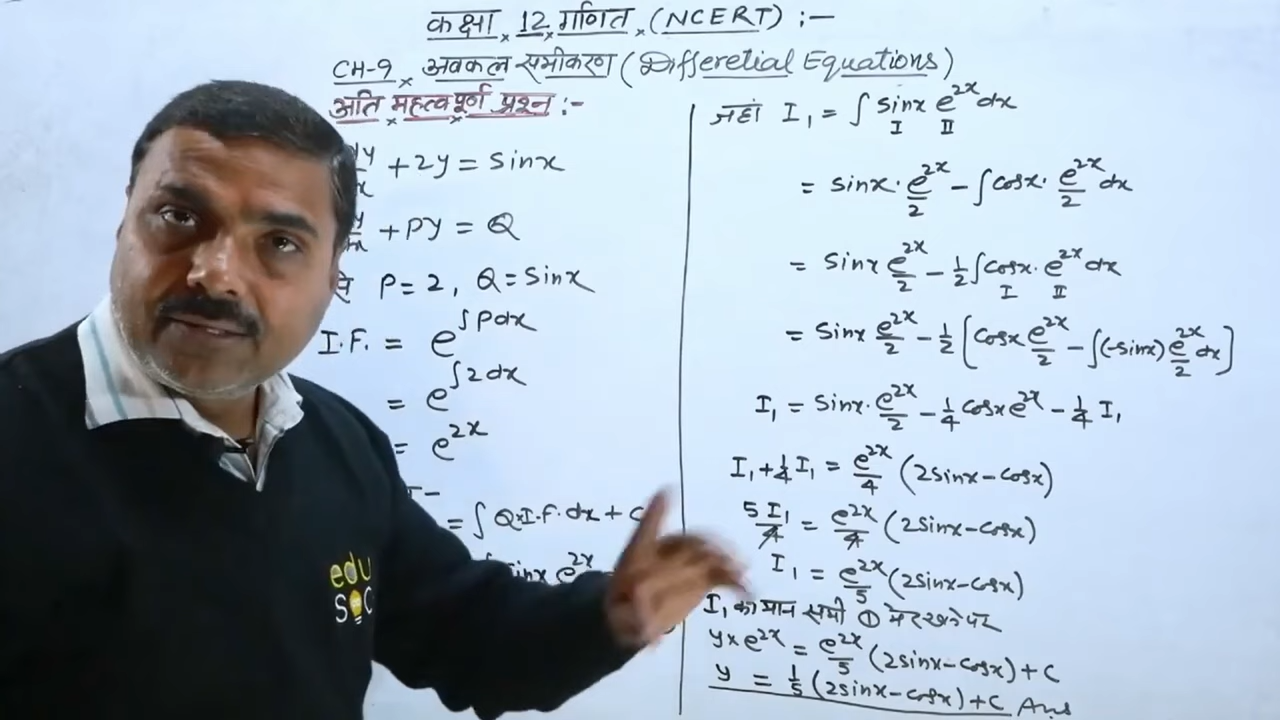 कक्षा × 12 × गणित × (NCERT) :—
CH-9 × अवकल समीकरण (Differetial Equations)
अति × महत्वपूर्ण × प्रश्न :-
+ 2y = Sinx
+ Py = Q
P = 2, Q = Sinx
I.F. = e^∫Pdx
= e^∫2dx
= e^2x
= ∫Q×I.F. dx + C
sinx e^2x
जहां I₁ = ∫ sinx e^2x dx
I II
= sinx · e^2x/2 − ∫cosx · e^2x/2 dx
= Sinx e^2x/2 − 1/2 ∫cosx · e^2x dx
I II
= Sinx e^2x/2 − 1/2 [cosx e^2x/2 − ∫(−sinx) e^2x/2 dx]
I₁ = Sinx · e^2x/2 − 1/4 cosx e^2x − 1/4 I₁
I₁ + 1/4 I₁ = e^2x/4 (2sinx − cosx)
5I₁/4 = e^2x/4 (2sinx − cosx)
I₁ = e^2x/5 (2sinx − cosx)
I₁ का मान समी ① में रखने पर
y × e^2x = e^2x/5 (2sinx − cosx) + C
y = 1/5 (2sinx − cosx) + C Ans
edu
SOC